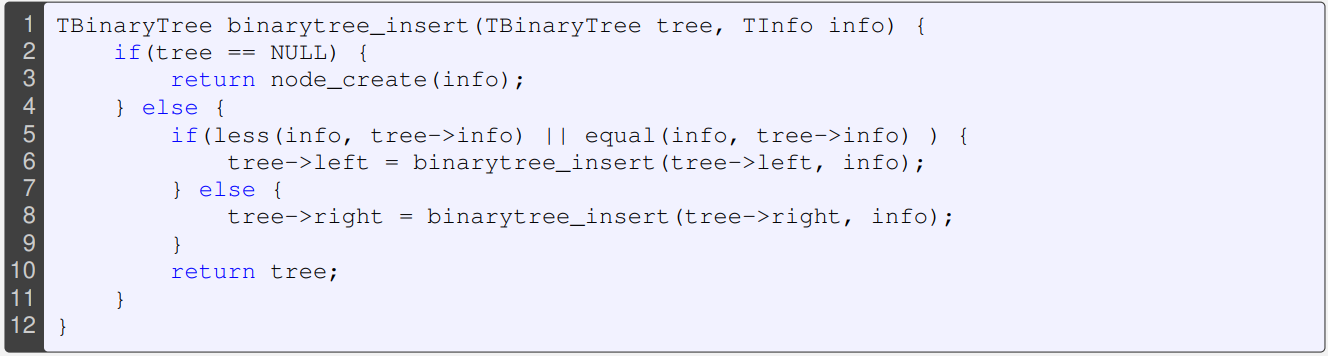 1 TBinaryTree binarytree_insert(TBinaryTree tree, TInfo info) {
2     if(tree == NULL) {
3         return node_create(info);
4     } else {
5         if(less(info, tree->info) || equal(info, tree->info) ) {
6             tree->left = binarytree_insert(tree->left, info);
7         } else {
8             tree->right = binarytree_insert(tree->right, info);
9         }
10         return tree;
11     }
12 }